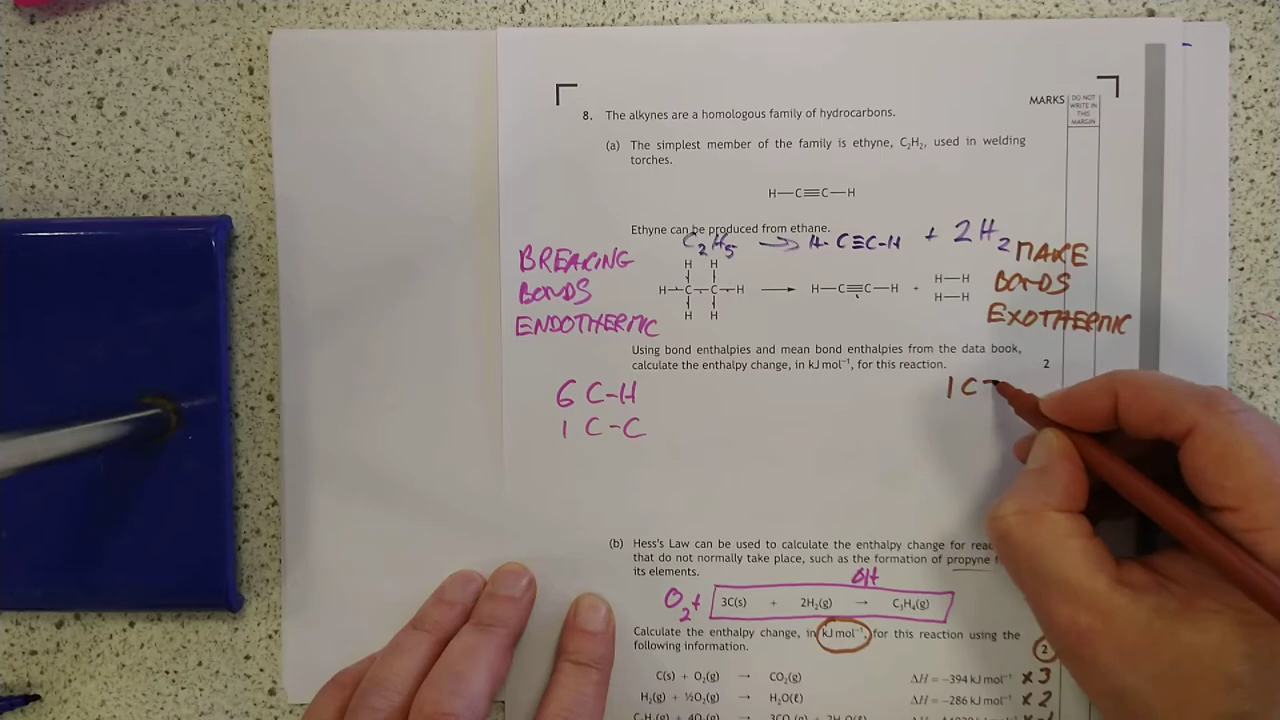 MARKS
DO NOT
WRITE IN
THIS
MARGIN
8. The alkynes are a homologous family of hydrocarbons.
(a) The simplest member of the family is ethyne, C₂H₂, used in welding
torches.
H—C≡C—H
Ethyne can be produced from ethane.
C₂H₅ → H-C≡C-H + 2H₂
BREAKING
BONDS
ENDOTHERMIC
MAKE
BONDS
EXOTHERMIC
H H
H—C—C—H → H—C≡C—H + H—H
H—H
H H
Using bond enthalpies and mean bond enthalpies from the data book,
calculate the enthalpy change, in kJ mol⁻¹, for this reaction. 2
6 C-H
1 C-C
1 C-
(b) Hess's Law can be used to calculate the enthalpy change for
that do not normally take place, such as the formation of propyne
its elements.
ΔH
O₂+ 3C(s) + 2H₂(g) → C₃H₄(g)
Calculate the enthalpy change, in kJ mol⁻¹, for this reaction using the
following information. 2
C(s) + O₂(g) → CO₂(g) ΔH = −394 kJ mol⁻¹ x 3
H₂(g) + ½O₂(g) → H₂O(ℓ) ΔH = −286 kJ mol⁻¹ x 2